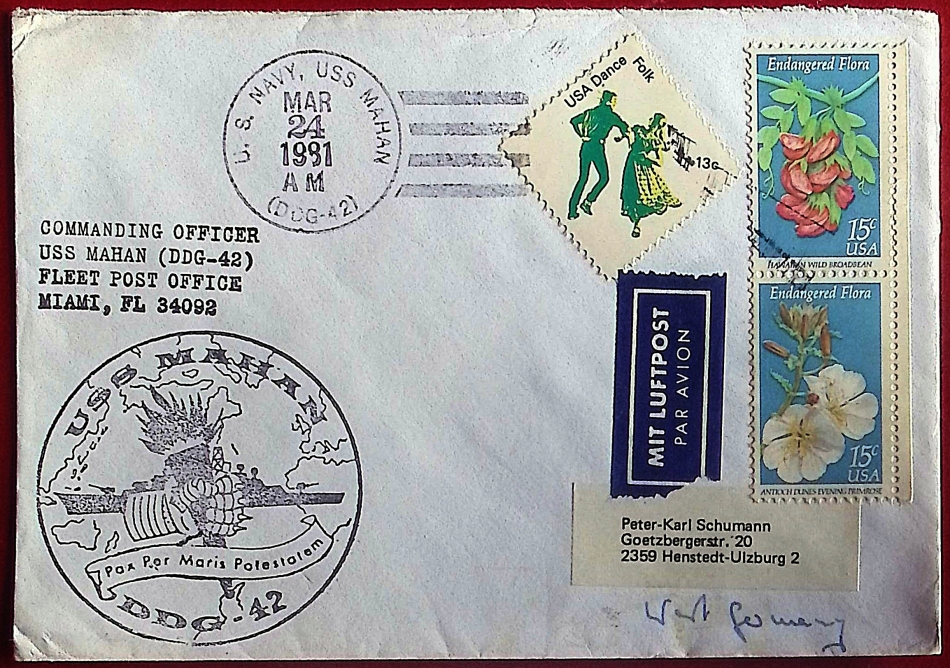 U. S. NAVY, USS MAHAN
MAR
24
1981
AM
(DDG-42)
USA Dance
Folk
13c
Endangered Flora
15c
USA
HAWAIIAN WILD BROADBEAN
Endangered Flora
15c
USA
ANTIOCH DUNES EVENING PRIMROSE
COMMANDING OFFICER
USS MAHAN (DDG-42)
FLEET POST OFFICE
MIAMI, FL 34092
MIT LUFTPOST
PAR AVION
USS MAHAN
Pax Per Maris Potestatem
DDG-42
Peter-Karl Schumann
Goetzbergerstr. 20
2359 Henstedt-Ulzburg 2
West Germany